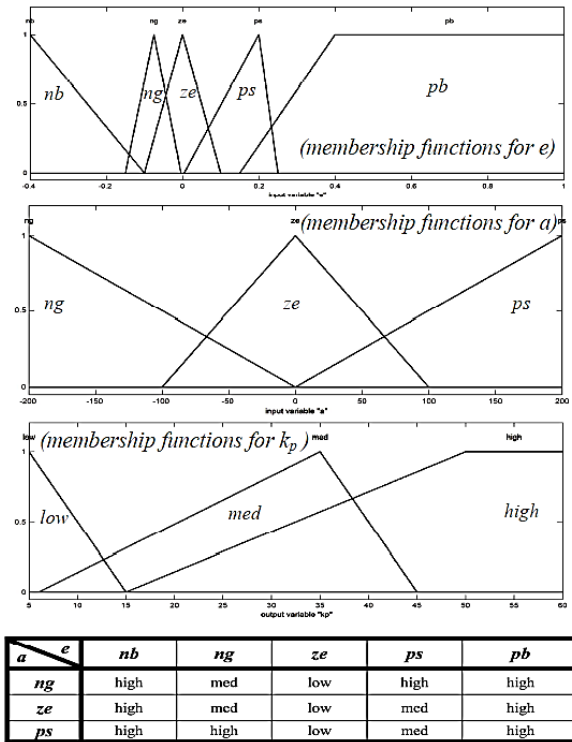 nb ng ze ps pb
1
nb ng ze ps pb
0.5
(membership functions for e)
0
-0.4 -0.2 0 0.2 0.4 0.6 0.8 1
input variable "e"
ng ze ps
(membership functions for a)
1
ng ze ps
0.5
0
-200 -150 -100 -50 0 50 100 150 200
input variable "a"
low med high
(membership functions for kp )
1
low med high
0.5
0
5 10 15 20 25 30 35 40 45 50 55 60
output variable "kp"
a e nb ng ze ps pb
ng high med low high high
ze high med low med high
ps high high low med high